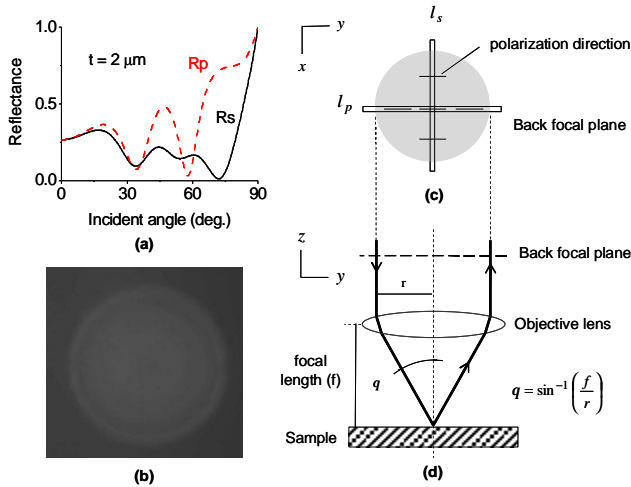 t = 2 μm
Rp
Rs
Reflectance
1.0
0.5
0.0
0
30
60
90
Incident angle (deg.)
(a)
(b)
l_s
y
x
polarization direction
l_p
Back focal plane
(c)
z
y
Back focal plane
r
Objective lens
focal
length (f)
q
q = sin⁻¹ (f/r)
Sample
(d)